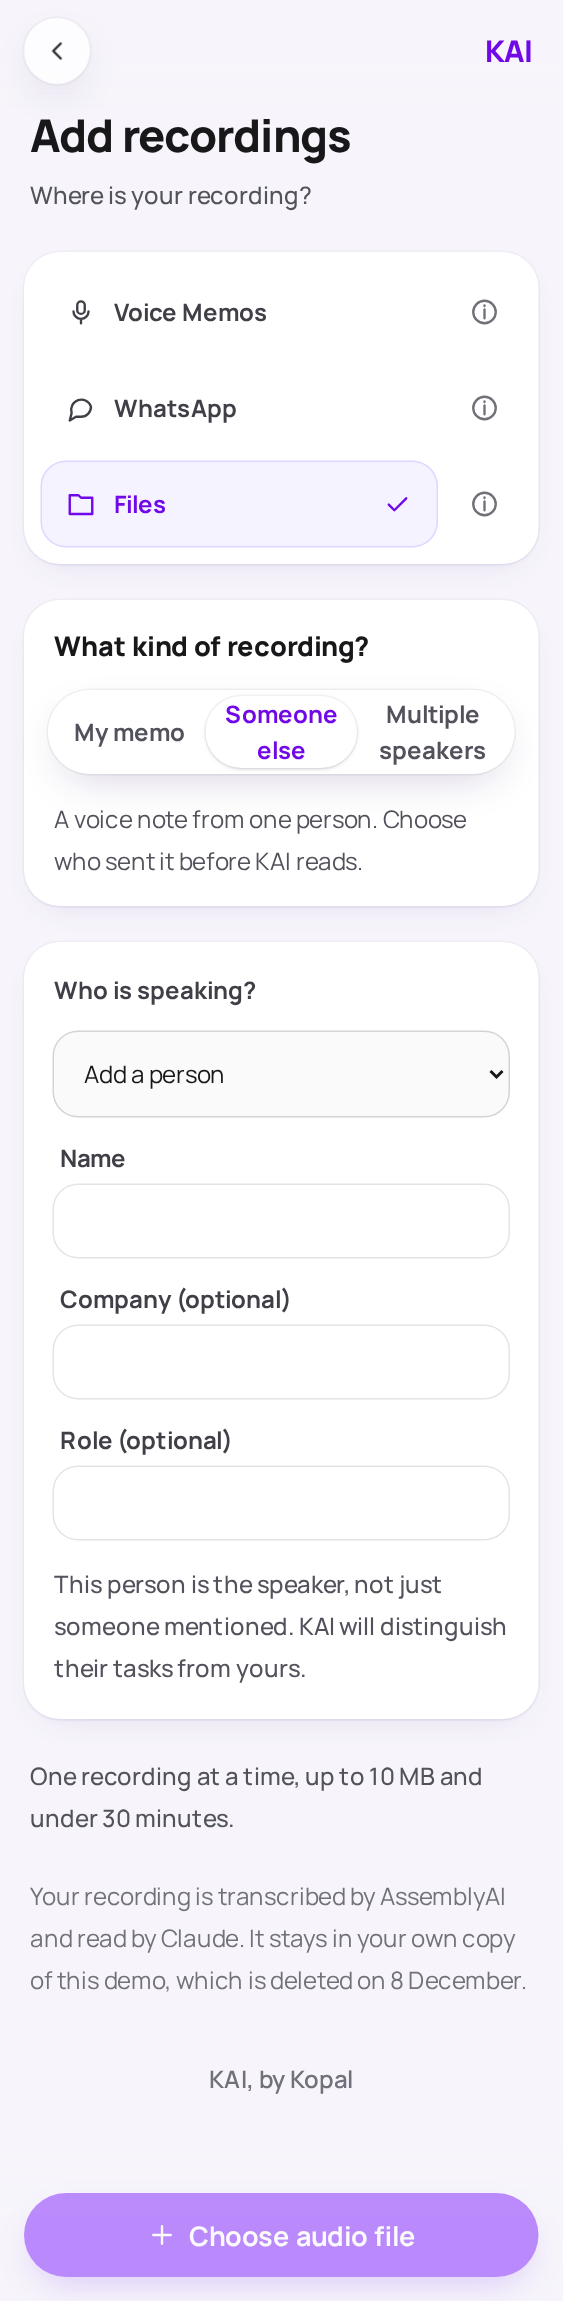 KAI
Add recordings
Where is your recording?
Voice Memos
WhatsApp
Files
What kind of recording?
My memo
Someone
else
Multiple
speakers
A voice note from one person. Choose
who sent it before KAI reads.
Who is speaking?
Add a person
Name
Company (optional)
Role (optional)
This person is the speaker, not just
someone mentioned. KAI will distinguish
their tasks from yours.
One recording at a time, up to 10 MB and
under 30 minutes.
Your recording is transcribed by AssemblyAI
and read by Claude. It stays in your own copy
of this demo, which is deleted on 8 December.
KAI, by Kopal
Choose audio file